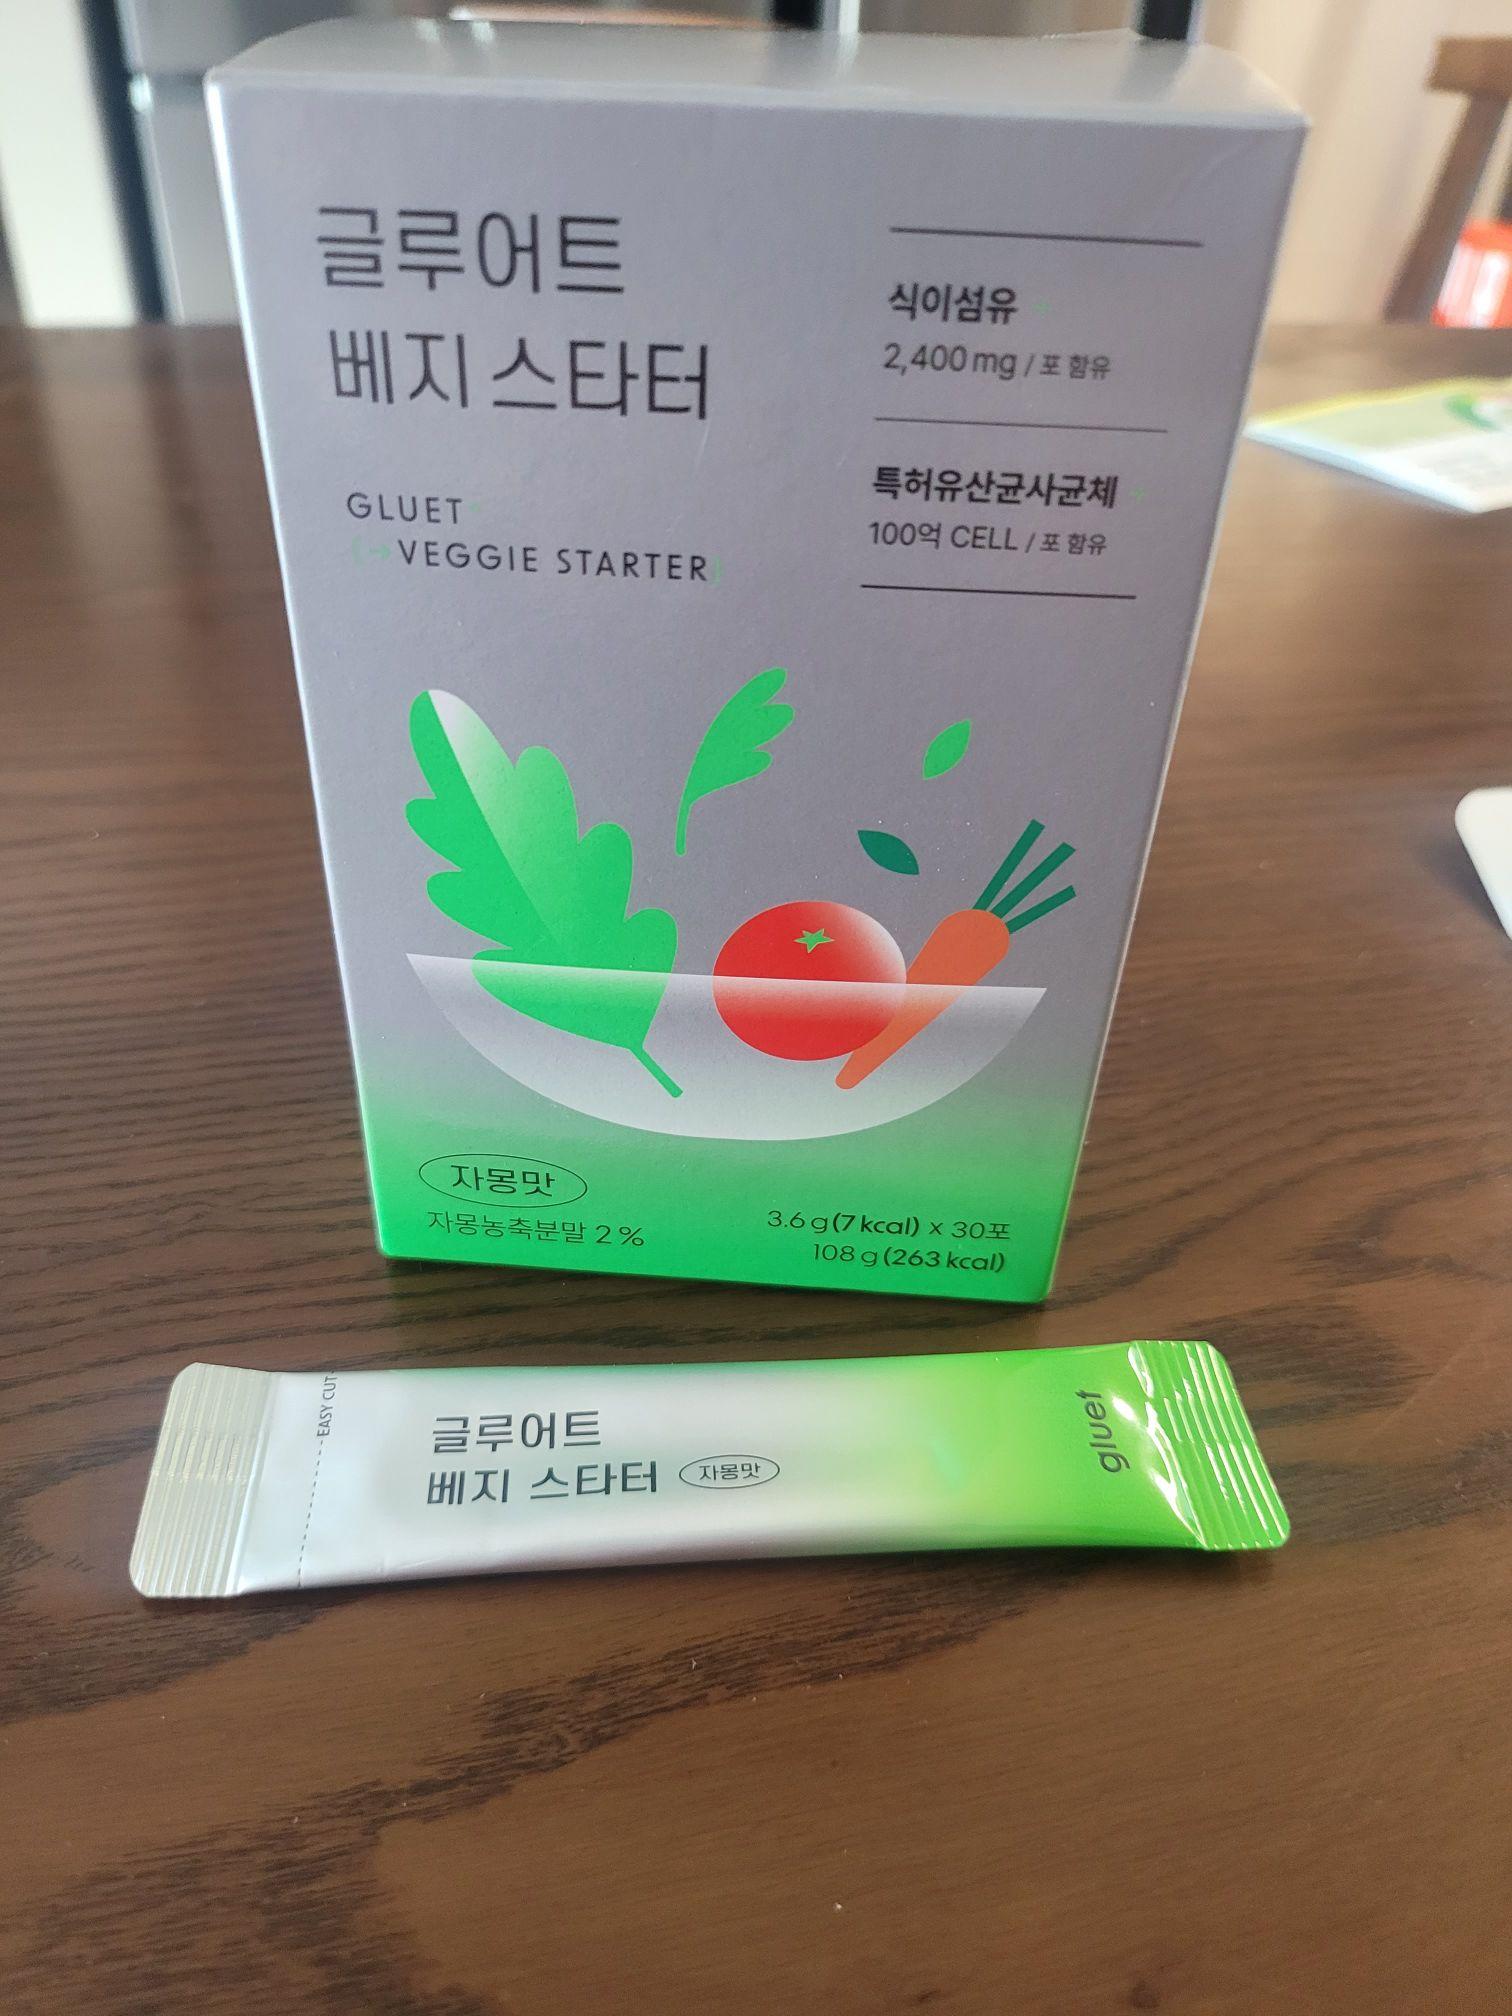 글루어트
베지 스타터
GLUET
(→VEGGIE STARTER)
식이섬유
2,400 mg / 포 함유
특허유산균사균체
100억 CELL / 포 함유
자몽맛
자몽농축분말 2 %
3.6 g (7 kcal) x 30포
108 g (263 kcal)
EASY CUT
글루어트
베지 스타터 자몽맛
gluet